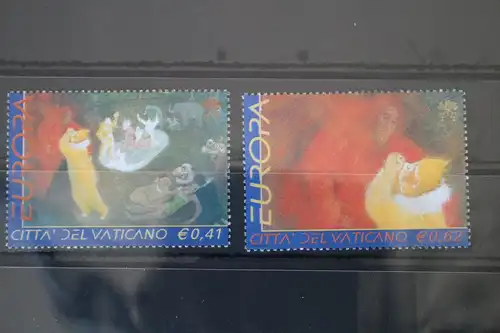 EUROPA
CITTA' DEL VATICANO €0,41
EUROPA
CITTA' DEL VATICANO €0,62